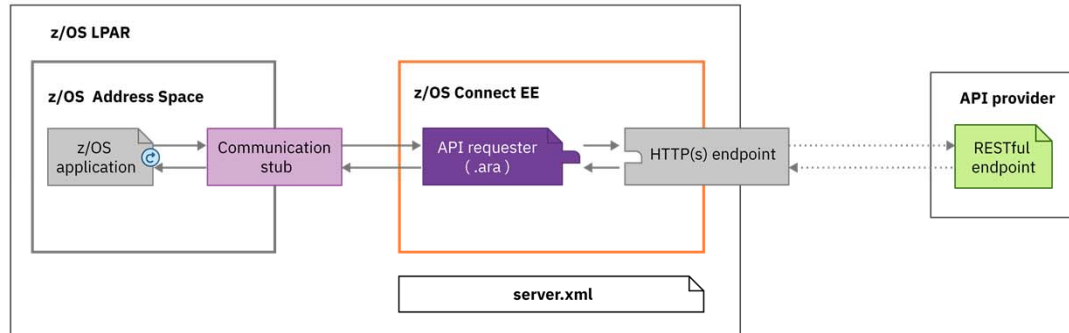 z/OS LPAR
z/OS Address Space
z/OS Connect EE
API provider
z/OS
application
Communication
stub
API requester
( .ara )
HTTP(s) endpoint
RESTful
endpoint
server.xml